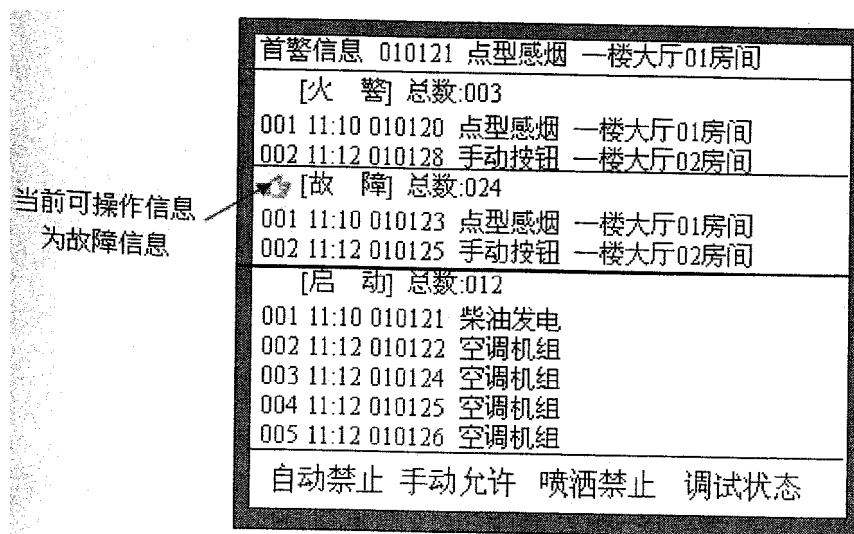 首警信息 010121 点型感烟 一楼大厅01房间
[火 警] 总数:003
001 11:10 010120 点型感烟 一楼大厅01房间
002 11:12 010128 手动按钮 一楼大厅02房间
当前可操作信息
为故障信息
[故 障] 总数:024
001 11:10 010123 点型感烟 一楼大厅01房间
002 11:12 010125 手动按钮 一楼大厅02房间
[启 动] 总数:012
001 11:10 010121 柴油发电
002 11:12 010122 空调机组
003 11:12 010124 空调机组
004 11:12 010125 空调机组
005 11:12 010126 空调机组
自动禁止 手动允许 喷洒禁止 调试状态